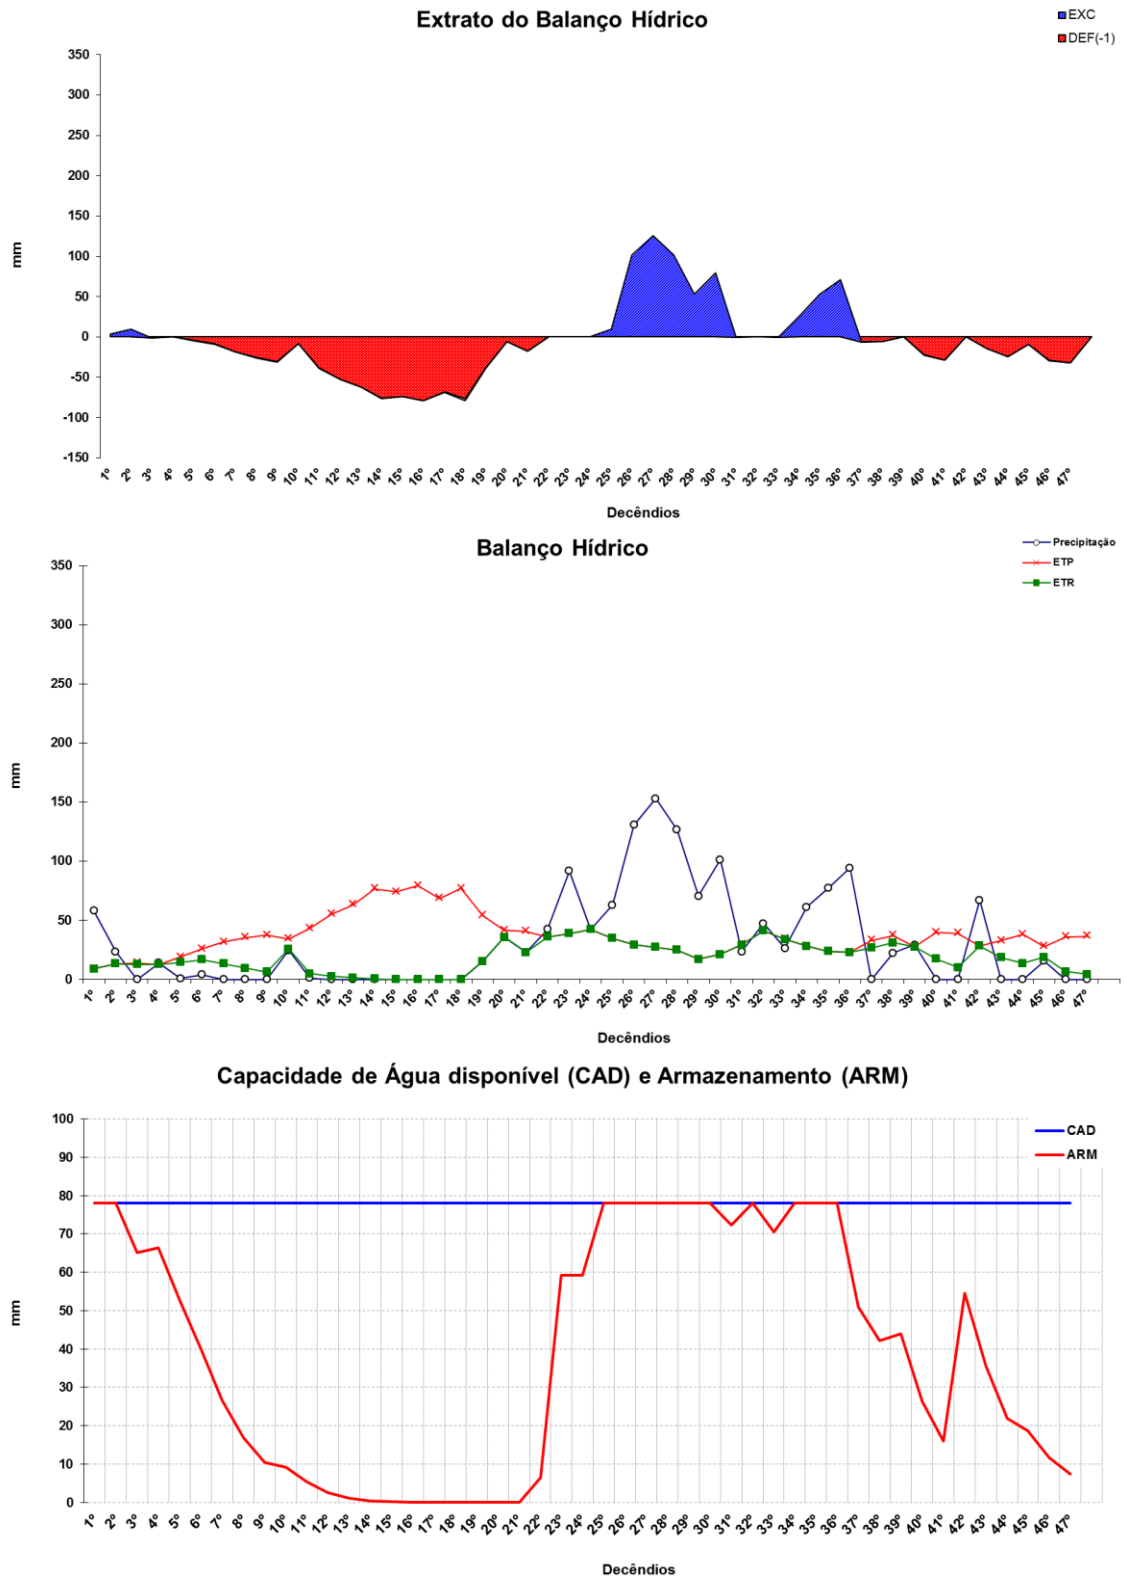 Extrato do Balanço Hídrico
EXC
DEF(-1)
350
300
250
200
150
100
50
0
-50
-100
-150
mm
1º 2º 3º 4º 5º 6º 7º 8º 9º 10º 11º 12º 13º 14º 15º 16º 17º 18º 19º 20º 21º 22º 23º 24º 25º 26º 27º 28º 29º 30º 31º 32º 33º 34º 35º 36º 37º 38º 39º 40º 41º 42º 43º 44º 45º 46º 47º
Decêndios
Balanço Hídrico
Precipitação
ETP
ETR
350
300
250
200
150
100
50
0
mm
1º 2º 3º 4º 5º 6º 7º 8º 9º 10º 11º 12º 13º 14º 15º 16º 17º 18º 19º 20º 21º 22º 23º 24º 25º 26º 27º 28º 29º 30º 31º 32º 33º 34º 35º 36º 37º 38º 39º 40º 41º 42º 43º 44º 45º 46º 47º
Decêndios
Capacidade de Água disponível (CAD) e Armazenamento (ARM)
CAD
ARM
100
90
80
70
60
50
40
30
20
10
0
mm
1º 2º 3º 4º 5º 6º 7º 8º 9º 10º 11º 12º 13º 14º 15º 16º 17º 18º 19º 20º 21º 22º 23º 24º 25º 26º 27º 28º 29º 30º 31º 32º 33º 34º 35º 36º 37º 38º 39º 40º 41º 42º 43º 44º 45º 46º 47º
Decêndios